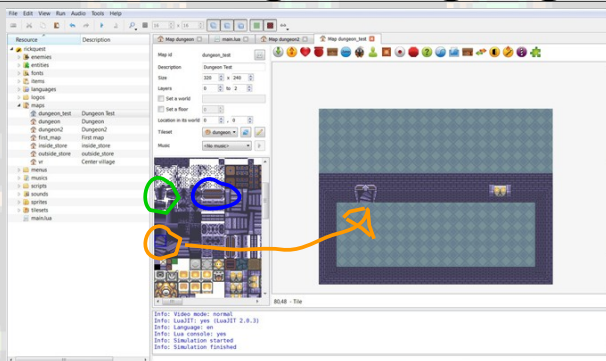 File Edit View Run Audio Tools Help
Resource Description
Map dungeon main.lua Map dungeon2 Map dungeon_test
rickquest
enemies
entities
fonts
items
languages
logos
maps
dungeon_test Dungeon Test
dungeon Dungeon
dungeon2 Dungeon2
first_map First map
inside_store inside_store
outside_store outside_store
vr Center village
menus
musics
scripts
sounds
sprites
tilesets
main.lua
Map id dungeon_test
Description Dungeon Test
Size 320 x 240
Layers 0 to 2
Set a world
Set a floor 0
Location in its world 0 , 0
Tileset dungeon
Music <No music>
80,48 - Tile
Info: Video mode: normal
Info: LuaJIT: yes (LuaJIT 2.0.3)
Info: Language: en
Info: Lua console: yes
Info: Simulation started
Info: Simulation finished